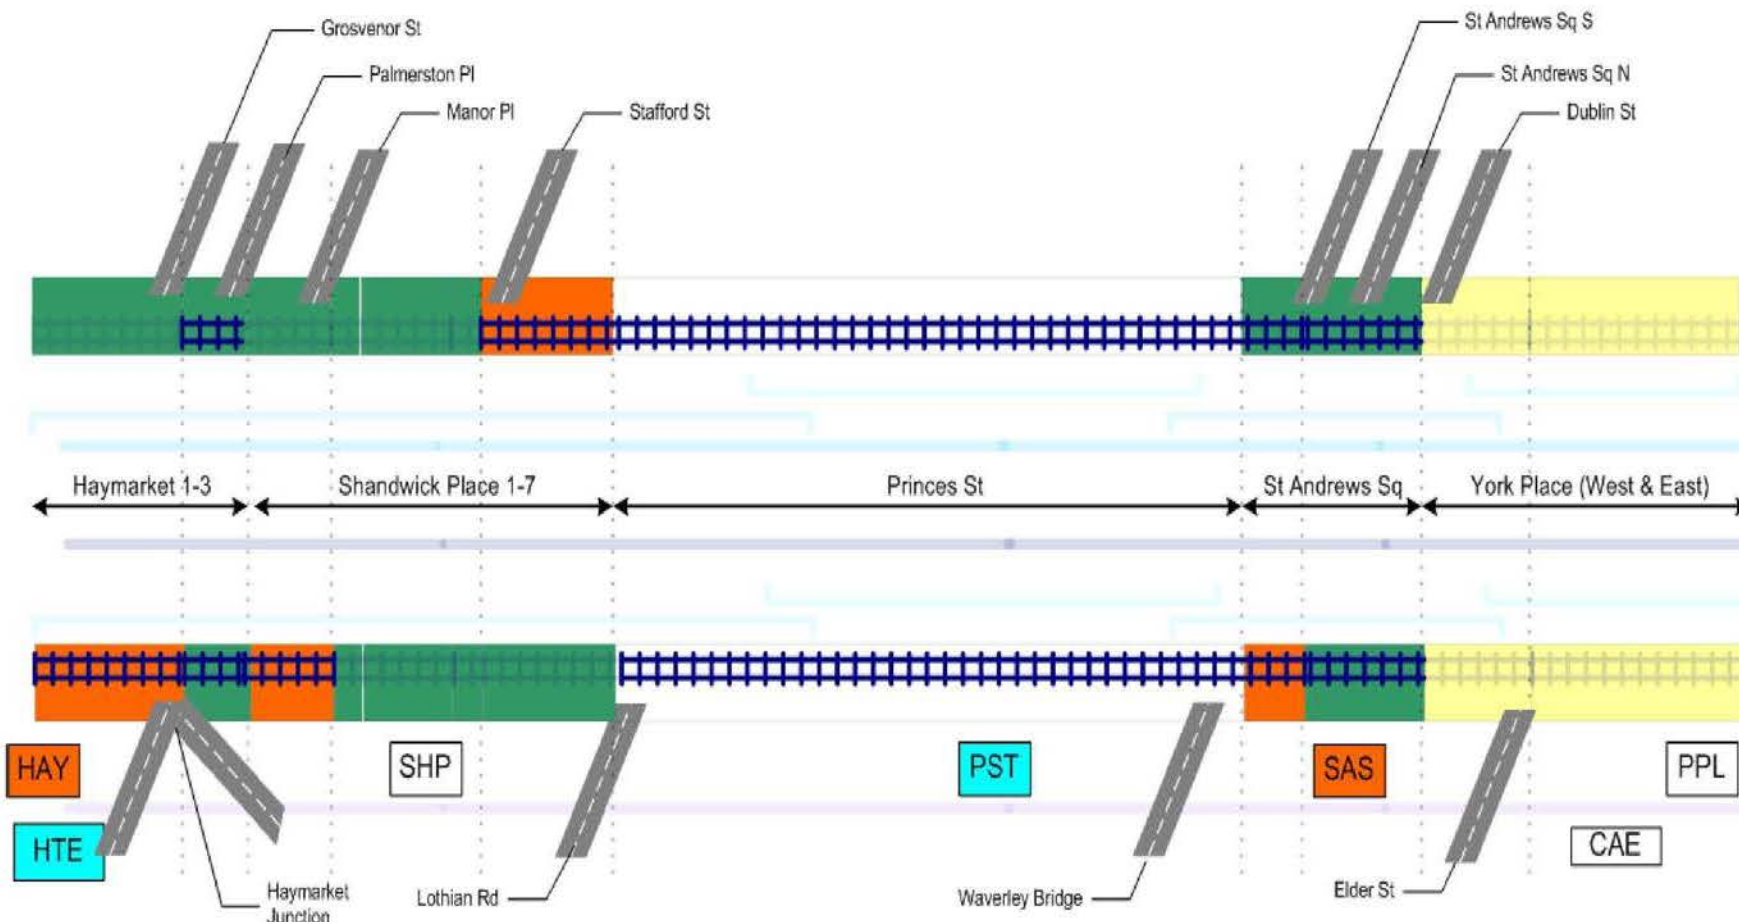 Grosvenor St
St Andrews Sq S
Palmerston Pl
St Andrews Sq N
Manor Pl
Stafford St
Dublin St
Haymarket 1-3
Shandwick Place 1-7
Princes St
St Andrews Sq
York Place (West & East)
HAY
SHP
PST
SAS
PPL
HTE
CAE
Haymarket
Junction
Lothian Rd
Waverley Bridge
Elder St